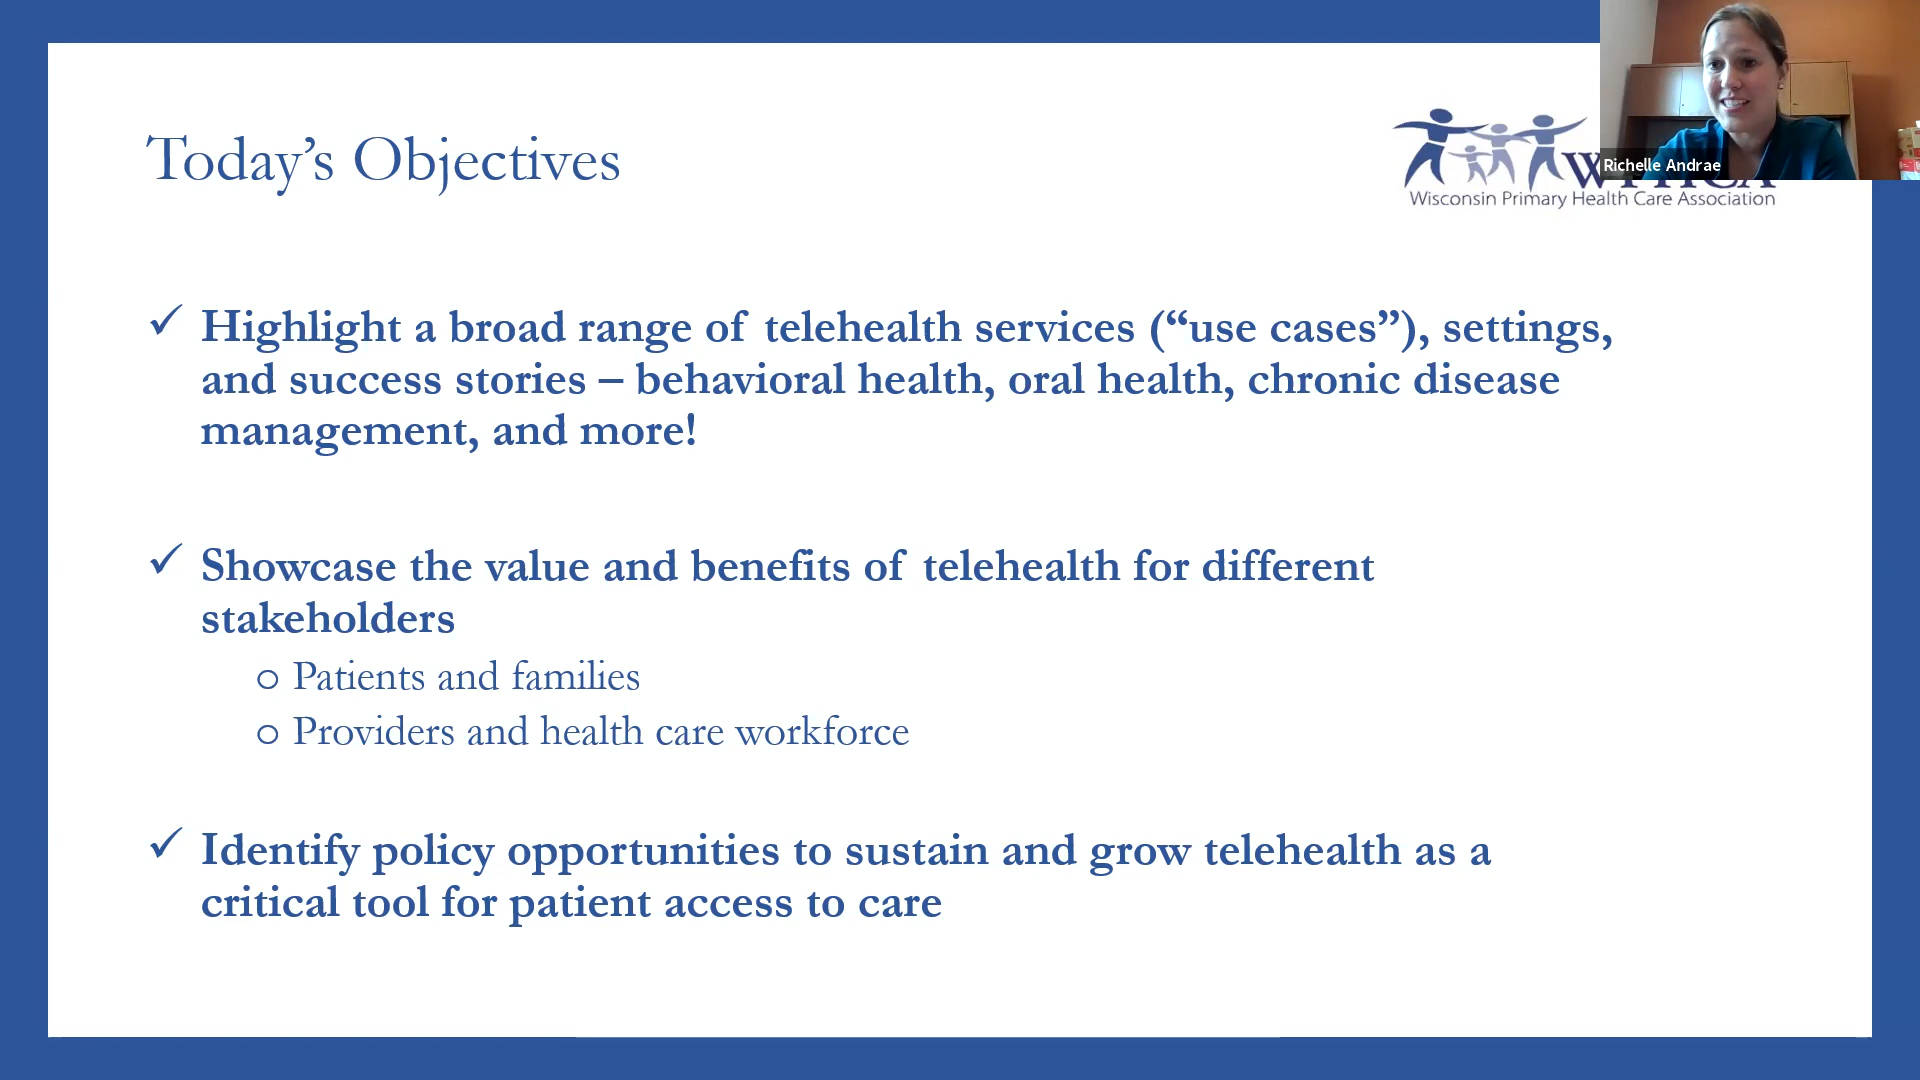 Today's Objectives
Richelle Andrae
Wisconsin Primary Health Care Association
✓ Highlight a broad range of telehealth services (“use cases”), settings,
and success stories – behavioral health, oral health, chronic disease
management, and more!
✓ Showcase the value and benefits of telehealth for different
stakeholders
o Patients and families
o Providers and health care workforce
✓ Identify policy opportunities to sustain and grow telehealth as a
critical tool for patient access to care